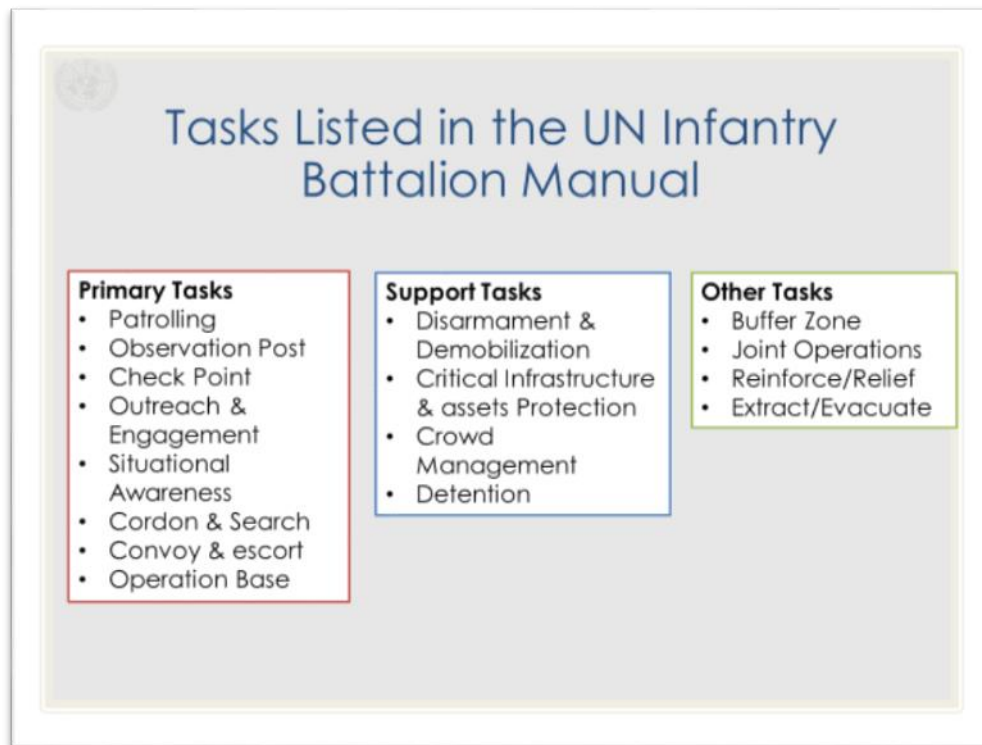 Tasks Listed in the UN Infantry
Battalion Manual
Primary Tasks
• Patrolling
• Observation Post
• Check Point
• Outreach &
Engagement
• Situational
Awareness
• Cordon & Search
• Convoy & escort
• Operation Base
Support Tasks
• Disarmament &
Demobilization
• Critical Infrastructure
& assets Protection
• Crowd
Management
• Detention
Other Tasks
• Buffer Zone
• Joint Operations
• Reinforce/Relief
• Extract/Evacuate